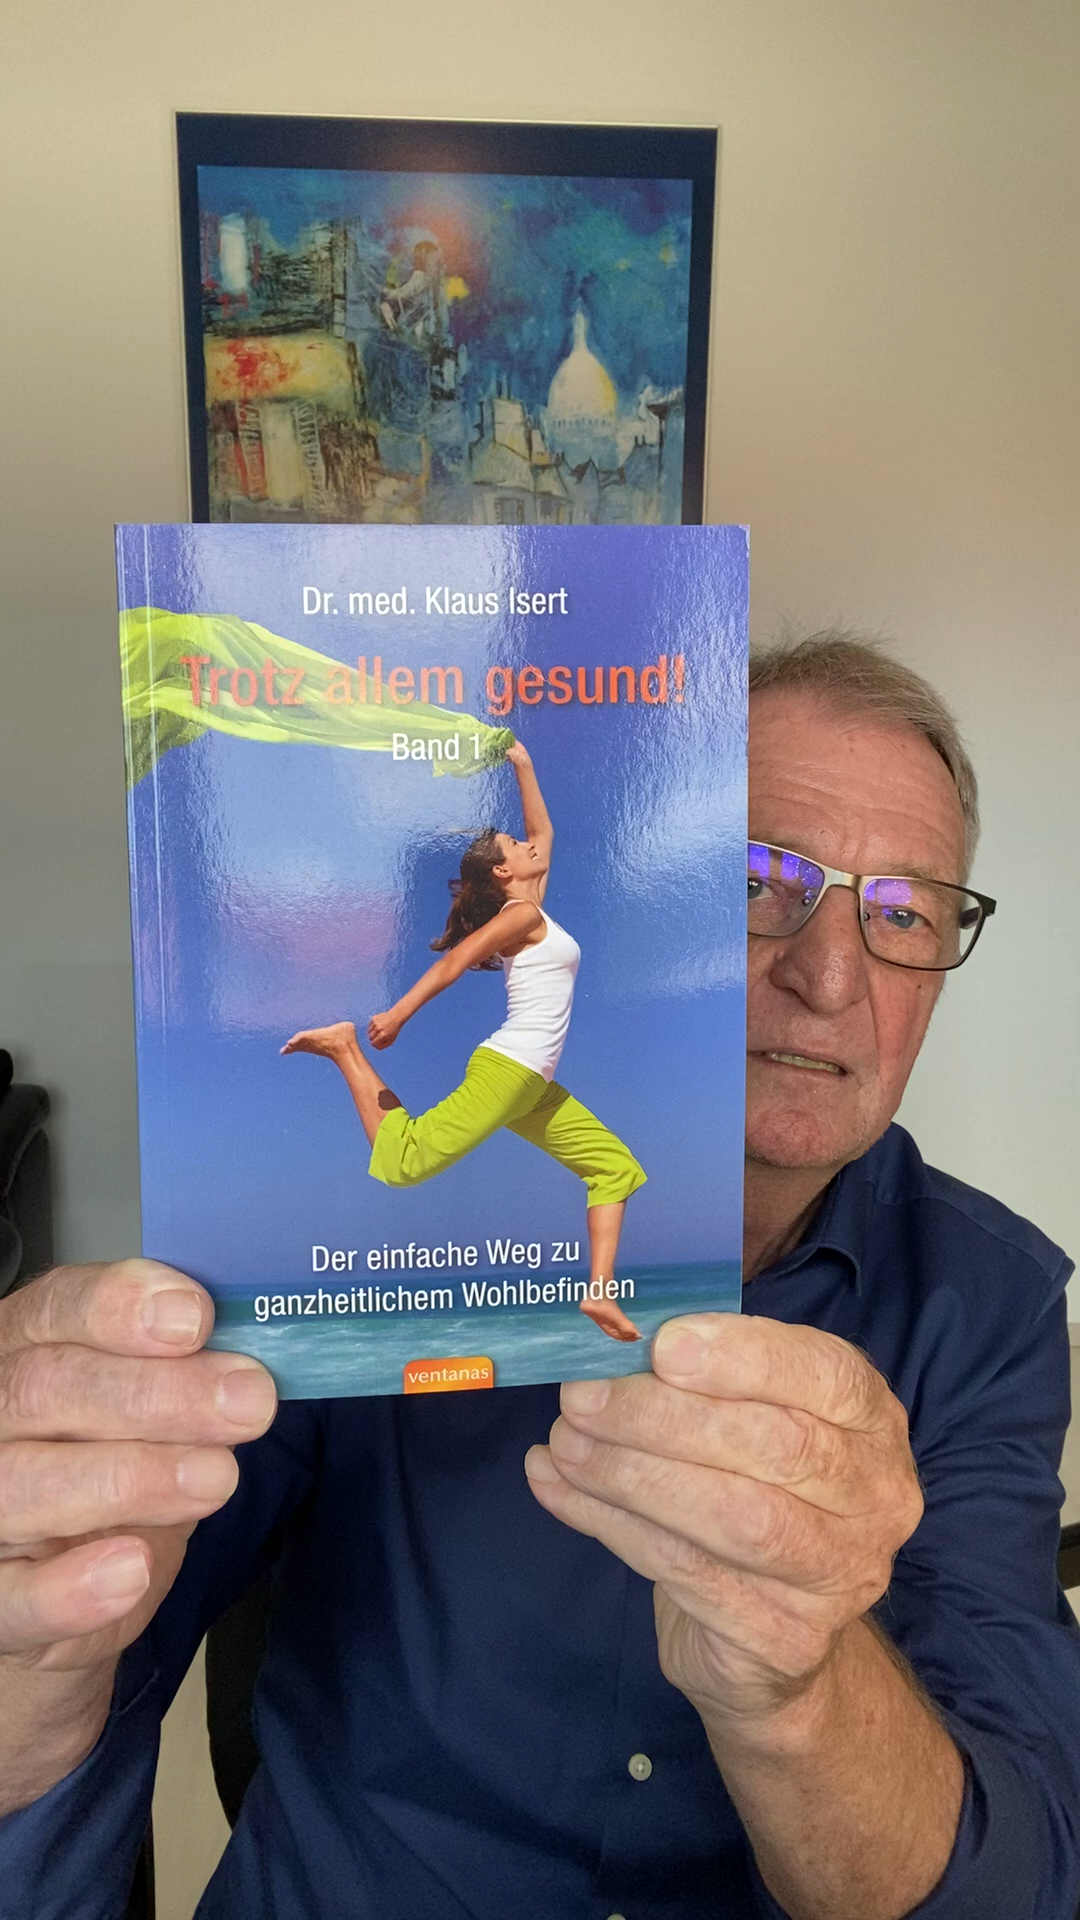 Dr. med. Klaus Isert
Trotz allem gesund!
Band 1
Der einfache Weg zu
ganzheitlichem Wohlbefinden
ventanas